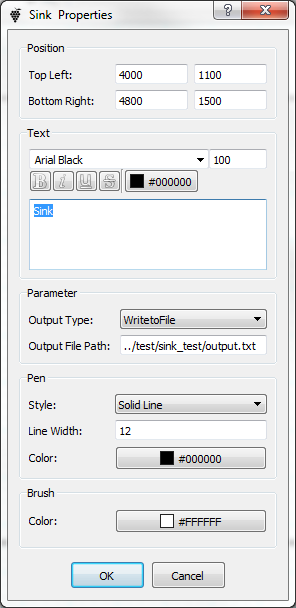 Sink Properties
?
Position
Top Left: 4000 1100
Bottom Right: 4800 1500
Text
Arial Black 100
B i U S #000000
Sink
Parameter
Output Type: WritetoFile
Output File Path: ../test/sink_test/output.txt
Pen
Style: Solid Line
Line Width: 12
Color: #000000
Brush
Color: #FFFFFF
OK Cancel